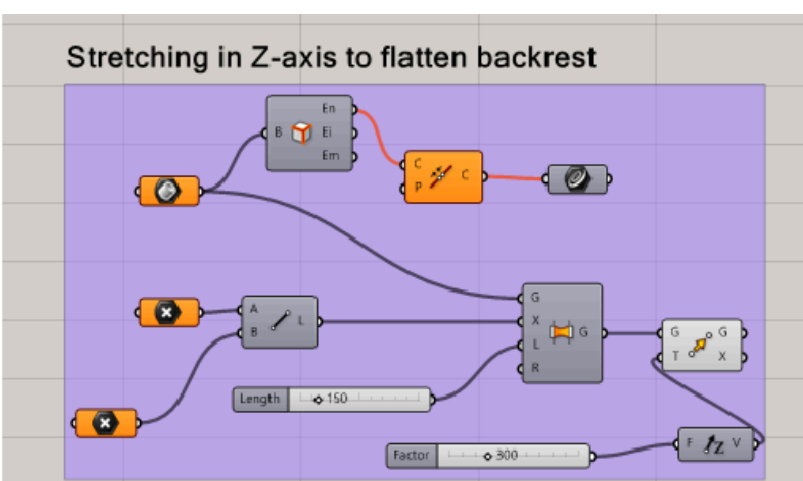 Stretching in Z-axis to flatten backrest
En
B Ei
Em
C C
P
A
B L
G
X G
L
R
G G
T X
Length 150
Factor 300
F Z V